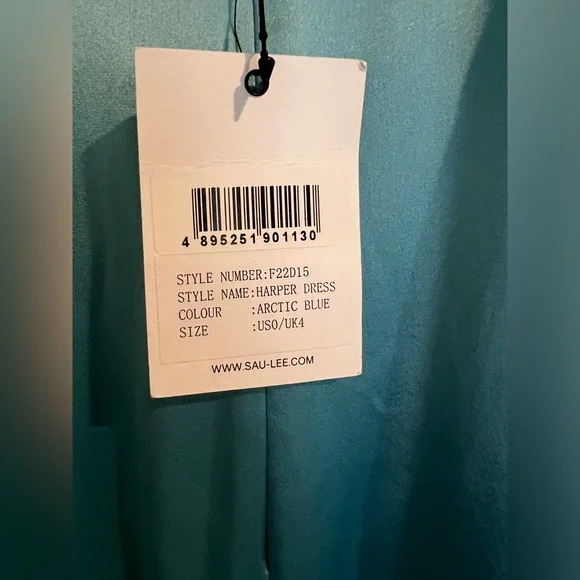 4 895251 901130
STYLE NUMBER:F22D15
STYLE NAME:HARPER DRESS
COLOUR :ARCTIC BLUE
SIZE :US0/UK4
WWW.SAU-LEE.COM